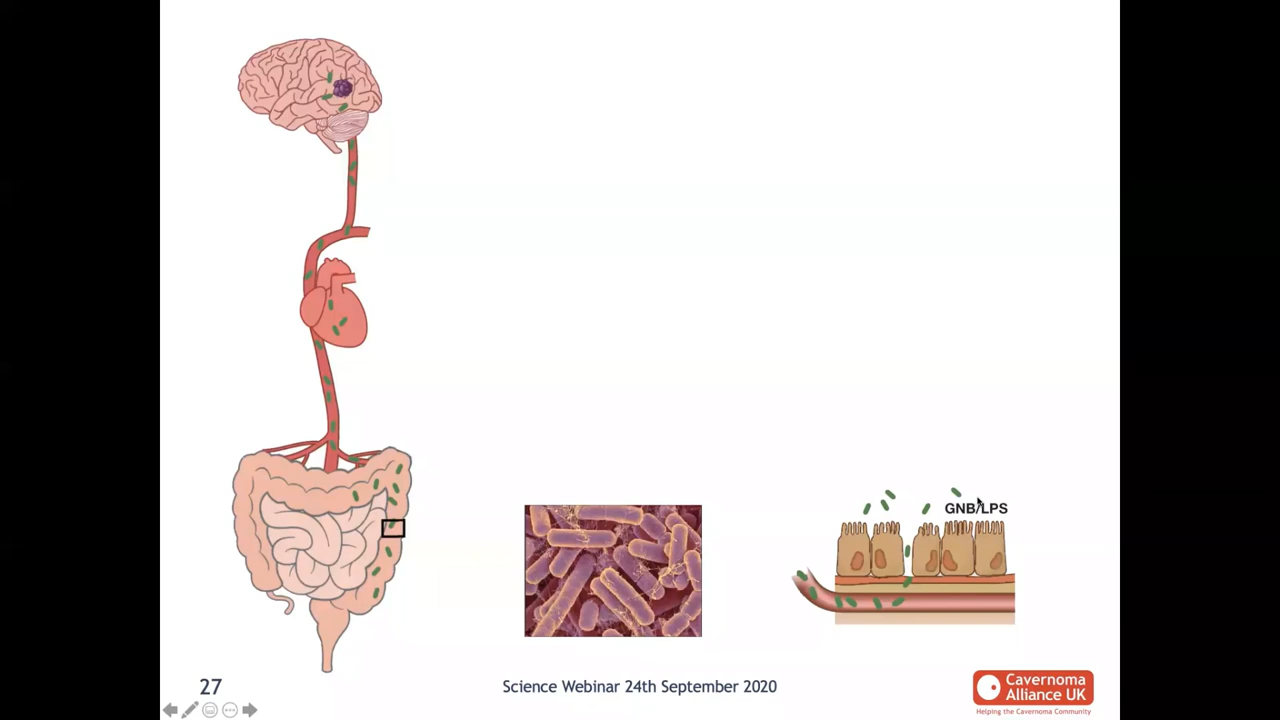 GNB/LPS
27
Science Webinar 24th September 2020
Cavernoma
Alliance UK
Helping the Cavernoma Community